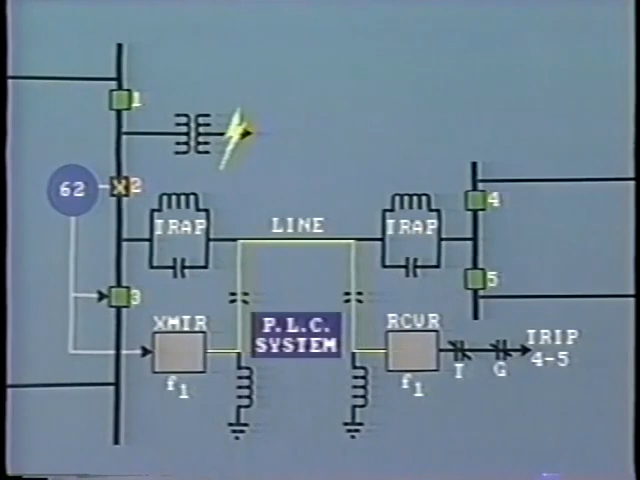 1
62
2
TRAP
LINE
TRAP
4
5
3
XMTR
P.L.C.
SYSTEM
RCVR
TRIP
4-5
T
G
f1
f1